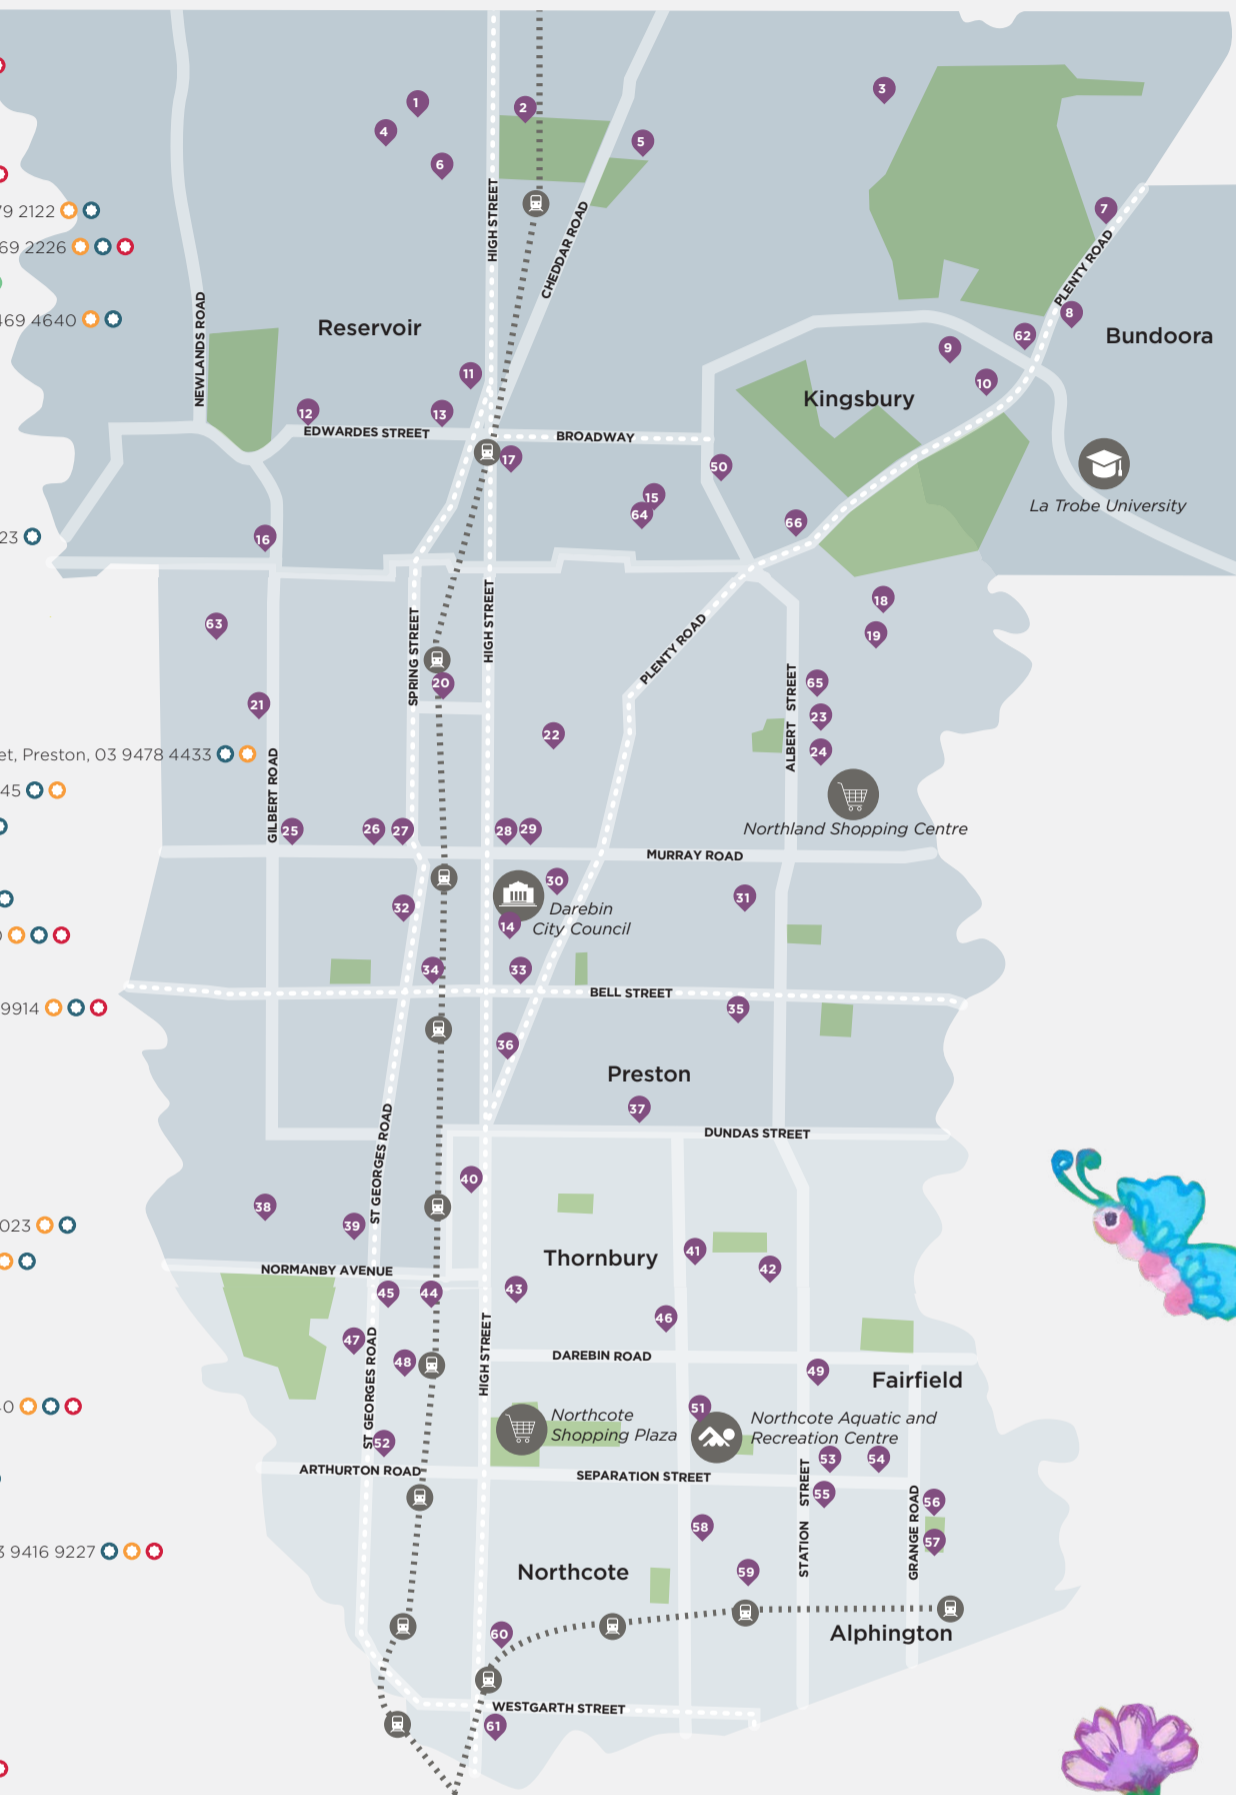 1
2
3
4
5
6
79 2122
7
69 2226
HIGH STREET
CHEDDAR ROAD
PLENTY ROAD
469 4640
8
Reservoir
62
Bundoora
NEWLANDS ROAD
9
11
10
Kingsbury
12
13
EDWARDES STREET
BROADWAY
17
50
15
La Trobe University
64
66
23
16
18
63
19
HIGH STREET
SPRING STREET
PLENTY ROAD
20
65
21
23
ALBERT STREET
22
24
et, Preston, 03 9478 4433
45
GILBERT ROAD
25
26
27
28
29
Northland Shopping Centre
MURRAY ROAD
30
31
32
Darebin
14
City Council
34
33
BELL STREET
9914
35
36
Preston
37
DUNDAS STREET
ST GEORGES ROAD
40
38
023
39
41
Thornbury
42
NORMANBY AVENUE
45
44
43
46
47
48
DAREBIN ROAD
HIGH STREET
ST GEORGES ROAD
49
Fairfield
40
51
Northcote
Shopping Plaza
Northcote Aquatic and
Recreation Centre
52
53
54
ARTHURTON ROAD
SEPARATION STREET
55
56
STATION STREET
GRANGE ROAD
58
57
3 9416 9227
Northcote
59
60
Alphington
WESTGARTH STREET
61